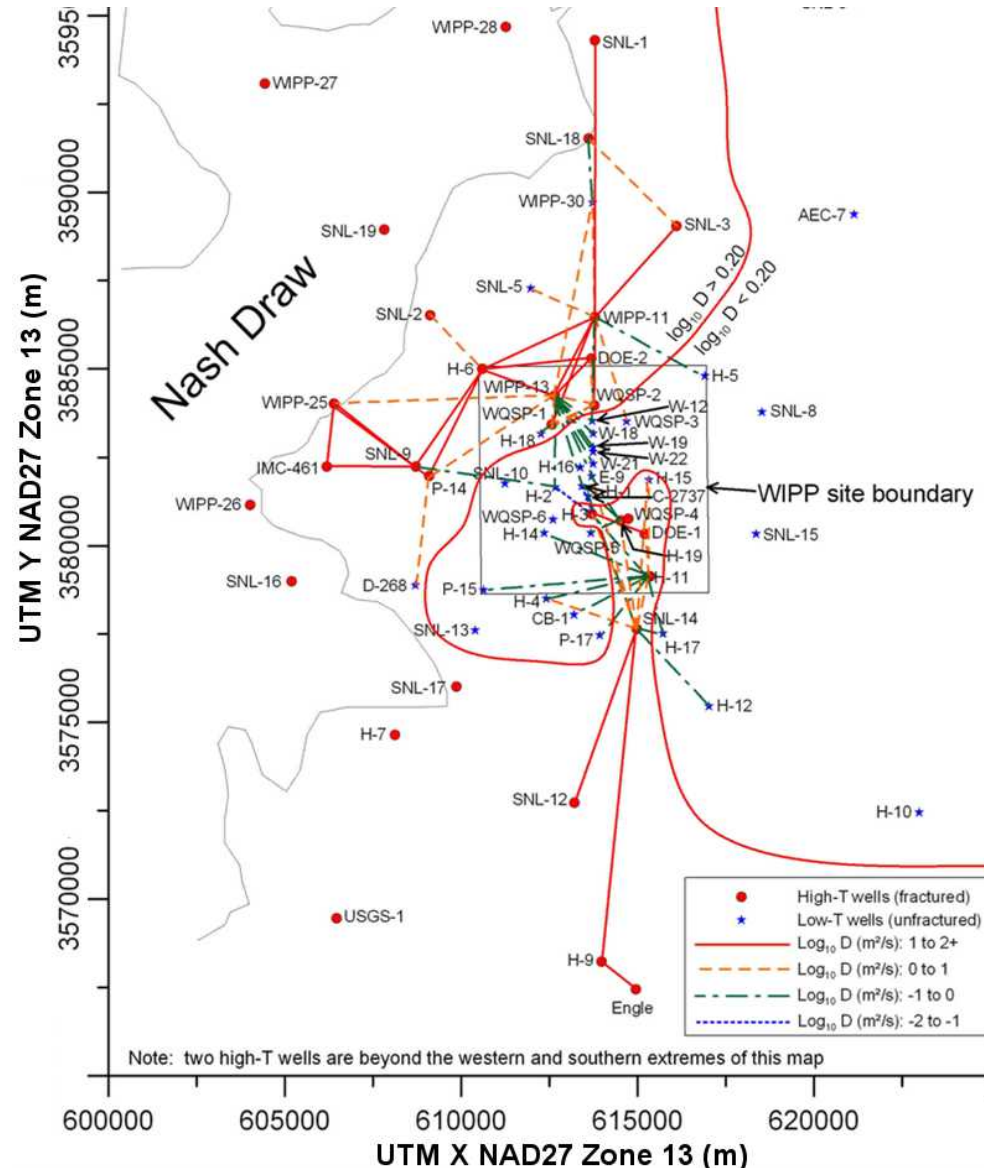 3595000
WIPP-28
SNL-1
WIPP-27
SNL-18
3590000
WIPP-30
AEC-7
SNL-19
SNL-3
log₁₀ D > 0.20
log₁₀ D < 0.20
SNL-5
SNL-2
WIPP-11
Nash Draw
DOE-2
3585000
H-6
H-5
WIPP-13
WQSP-2
WIPP-25
WQSP-1
W-12
WQSP-3
SNL-8
H-18
W-18
W-19
SNL-9
IMC-461
H-16
W-22
W-21
SNL-10
P-14
E-9
H-15
H-2
H-1
WIPP site boundary
C-2737
WIPP-26
H-3
WQSP-4
WQSP-6
DOE-1
SNL-15
H-14
WQSP-5
H-19
3580000
SNL-16
H-11
D-268
P-15
H-4
CB-1
SNL-14
SNL-13
P-17
H-17
SNL-17
H-12
3575000
H-7
SNL-12
H-10
3570000
USGS-1
H-9
Engle
High-T wells (fractured)
Low-T wells (unfractured)
Log₁₀ D (m²/s): 1 to 2+
Log₁₀ D (m²/s): 0 to 1
Log₁₀ D (m²/s): -1 to 0
Log₁₀ D (m²/s): -2 to -1
Note: two high-T wells are beyond the western and southern extremes of this map
600000 605000 610000 615000 620000
UTM X NAD27 Zone 13 (m)
UTM Y NAD27 Zone 13 (m)